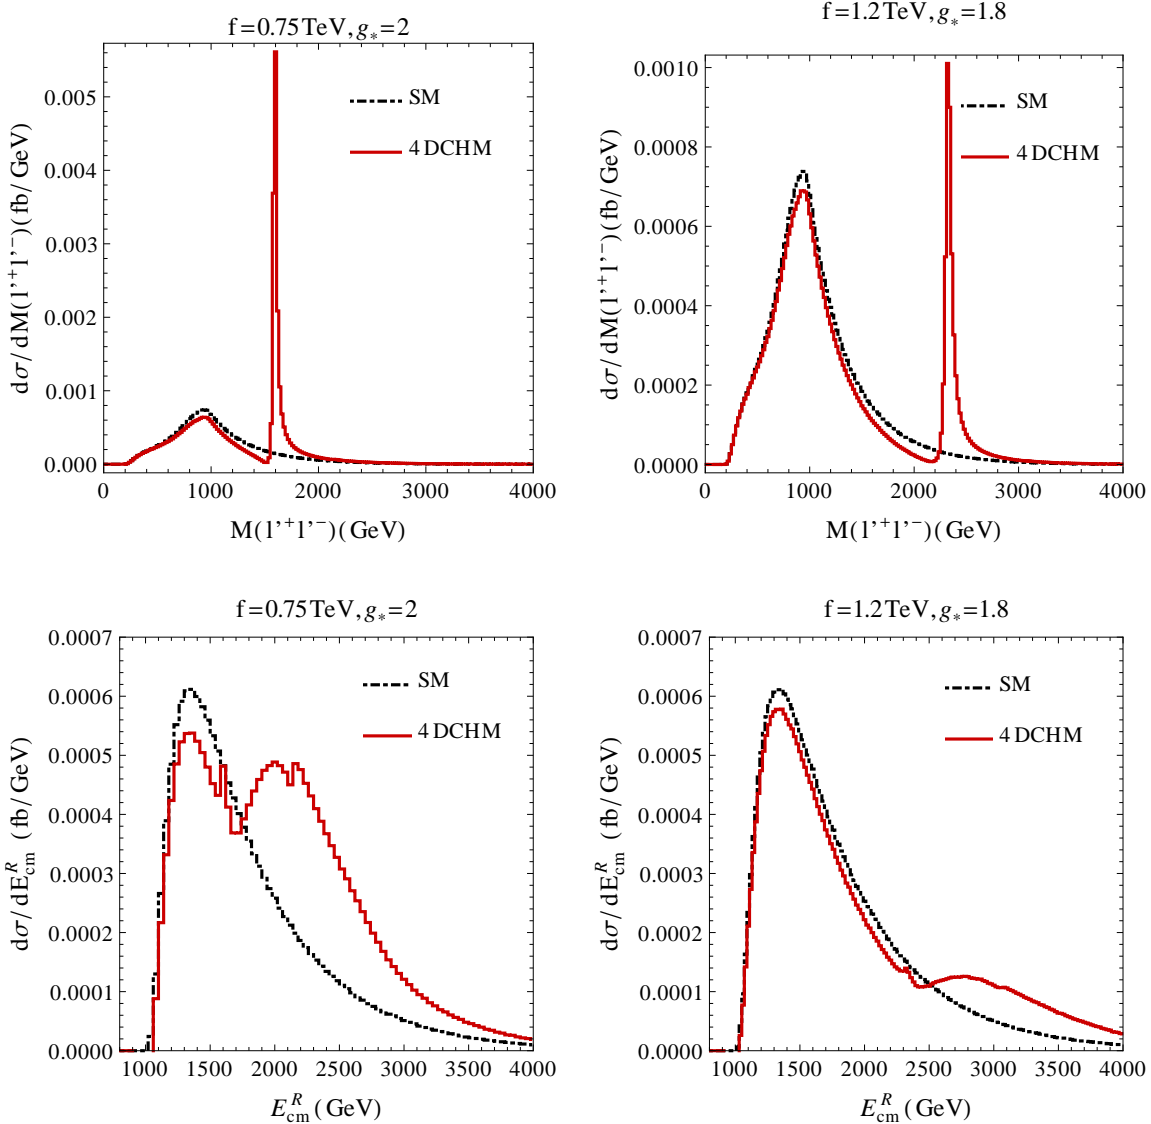 f=0.75TeV,g*=2
dσ/dM(l'+l'-)(fb/GeV)
0.005
0.004
0.003
0.002
0.001
0.000
SM
4DCHM
0 1000 2000 3000 4000
M(l'+l'-)(GeV)
f=1.2TeV,g*=1.8
dσ/dM(l'+l'-)(fb/GeV)
0.0010
0.0008
0.0006
0.0004
0.0002
0.0000
SM
4DCHM
0 1000 2000 3000 4000
M(l'+l'-)(GeV)
f=0.75TeV,g*=2
dσ/dE^R_cm (fb/GeV)
0.0007
0.0006
0.0005
0.0004
0.0003
0.0002
0.0001
0.0000
SM
4DCHM
1000 1500 2000 2500 3000 3500 4000
E^R_cm(GeV)
f=1.2TeV,g*=1.8
dσ/dE^R_cm (fb/GeV)
0.0007
0.0006
0.0005
0.0004
0.0003
0.0002
0.0001
0.0000
SM
4DCHM
1000 1500 2000 2500 3000 3500 4000
E^R_cm(GeV)